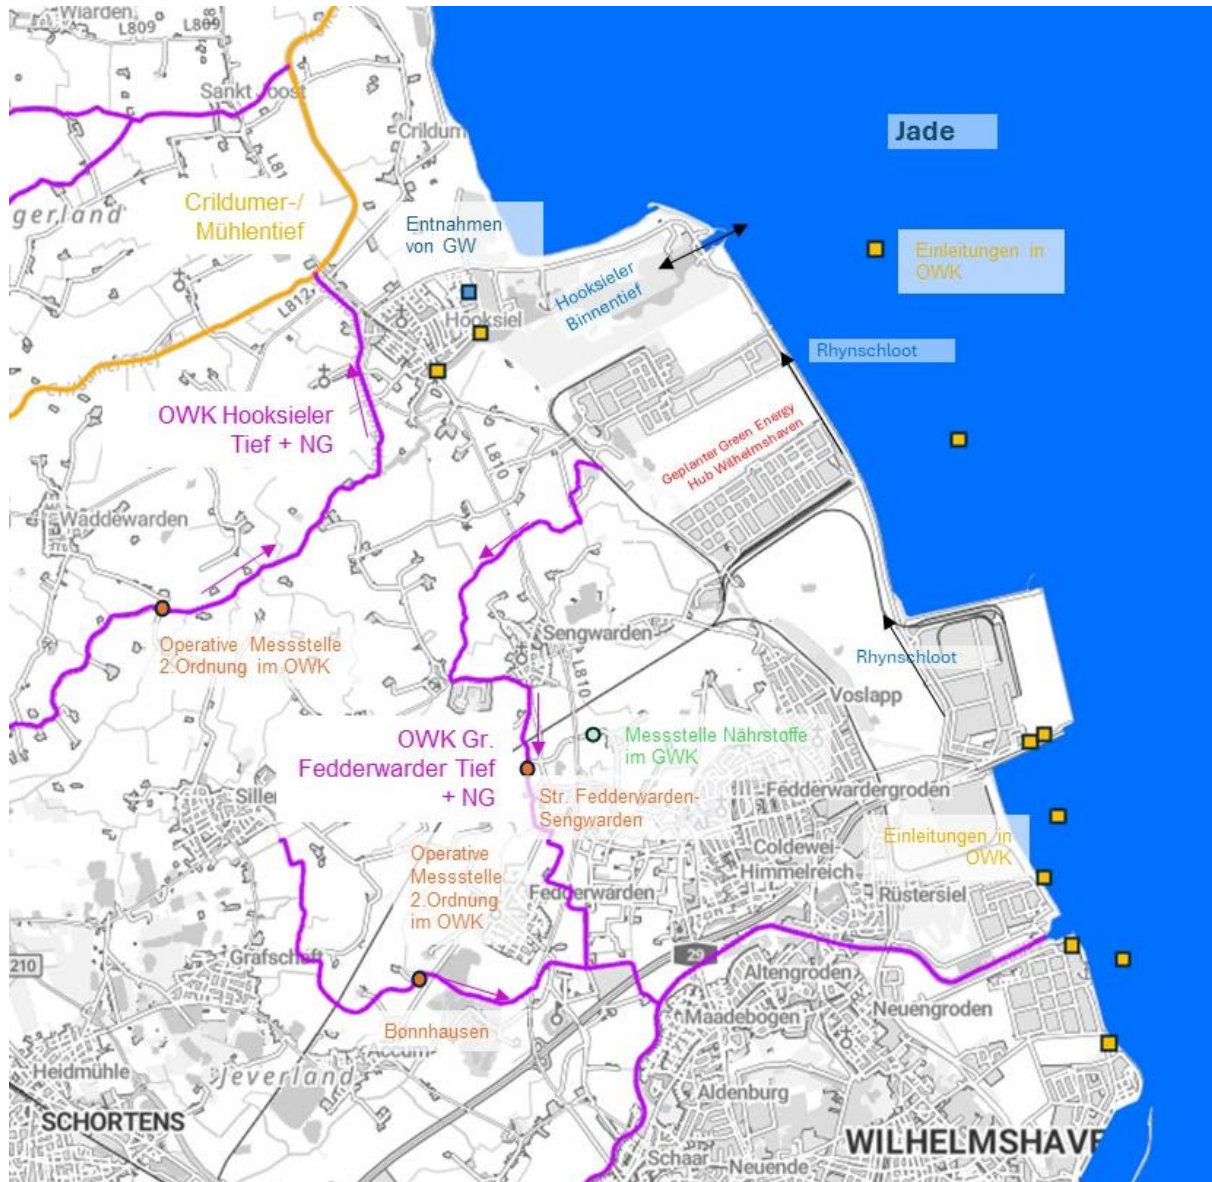 Wiarden
L809
L809
Sankt Joost
Crildum
L81
Jade
gerland
Crildumer-/
Mühlentief
Entnahmen
von GW
Einleitungen in
OWK
Hooksieler
Binnentief
L812
Hooksiel
Rhynschloot
OWK Hooksieler
Tief + NG
Geplanter Green Energy
Hub Wilhelmshaven
L810
Waddewarden
Operative Messstelle
2.Ordnung im OWK
Sengwarden
L810
Rhynschloot
Voslapp
OWK Gr.
Fedderwarder Tief
+ NG
Messstelle Nährstoffe
im GWK
Sille
Str. Fedderwarden-
Sengwarden
Fedderwardergroden
Einleitungen in
OWK
Coldewei
Himmelreich
Operative
Messstelle
2.Ordnung
im OWK
Fedderwarden
Rüstersiel
210
Grafschaft
29
Altengroden
Neuengroden
Maadebogen
Bonnhausen
Accum
Heidmühle
Jeverland
Aldenburg
SCHORTENS
WILHELMSHAVE
Schaar
Neuende